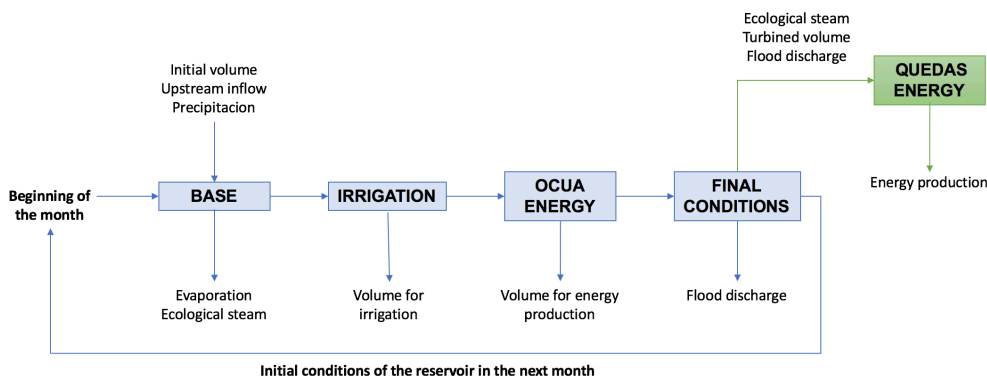 Ecological steam
Turbined volume
Flood discharge
QUEDAS
ENERGY
Initial volume
Upstream inflow
Precipitacion
Energy production
Beginning of
the month
BASE
IRRIGATION
OCUA
ENERGY
FINAL
CONDITIONS
Evaporation
Ecological steam
Volume for
irrigation
Volume for energy
production
Flood discharge
Initial conditions of the reservoir in the next month